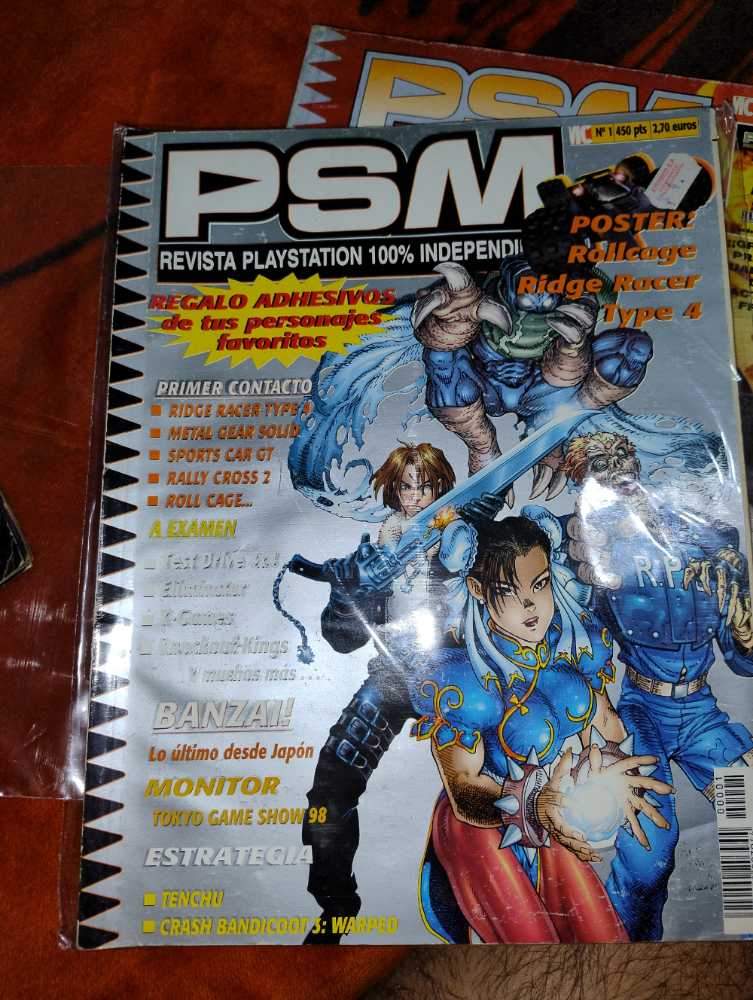 PSM
VIC Nº 1 450 pts 2,70 euros
PSM
REVISTA PLAYSTATION 100%
POSTER:
Rollcage
Ridge Racer
Type 4
REGALO ADHESIVOS
de tus personajes
favoritos
PRIMER CONTACTO
RIDGE RACER TYPE 4
METAL GEAR SOLID
SPORTS CAR GT
RALLY CROSS 2
ROLL CAGE...
A EXAMEN
Test Drive 4x4
Eliminator
X-Games
Knockout Kings
Y muchos más...
BANZAI!
Lo último desde Japón
MONITOR
TOKYO GAME SHOW 98
ESTRATEGIA
TENCHU
CRASH BANDICOOT 3: WARPED
R.P.
00001